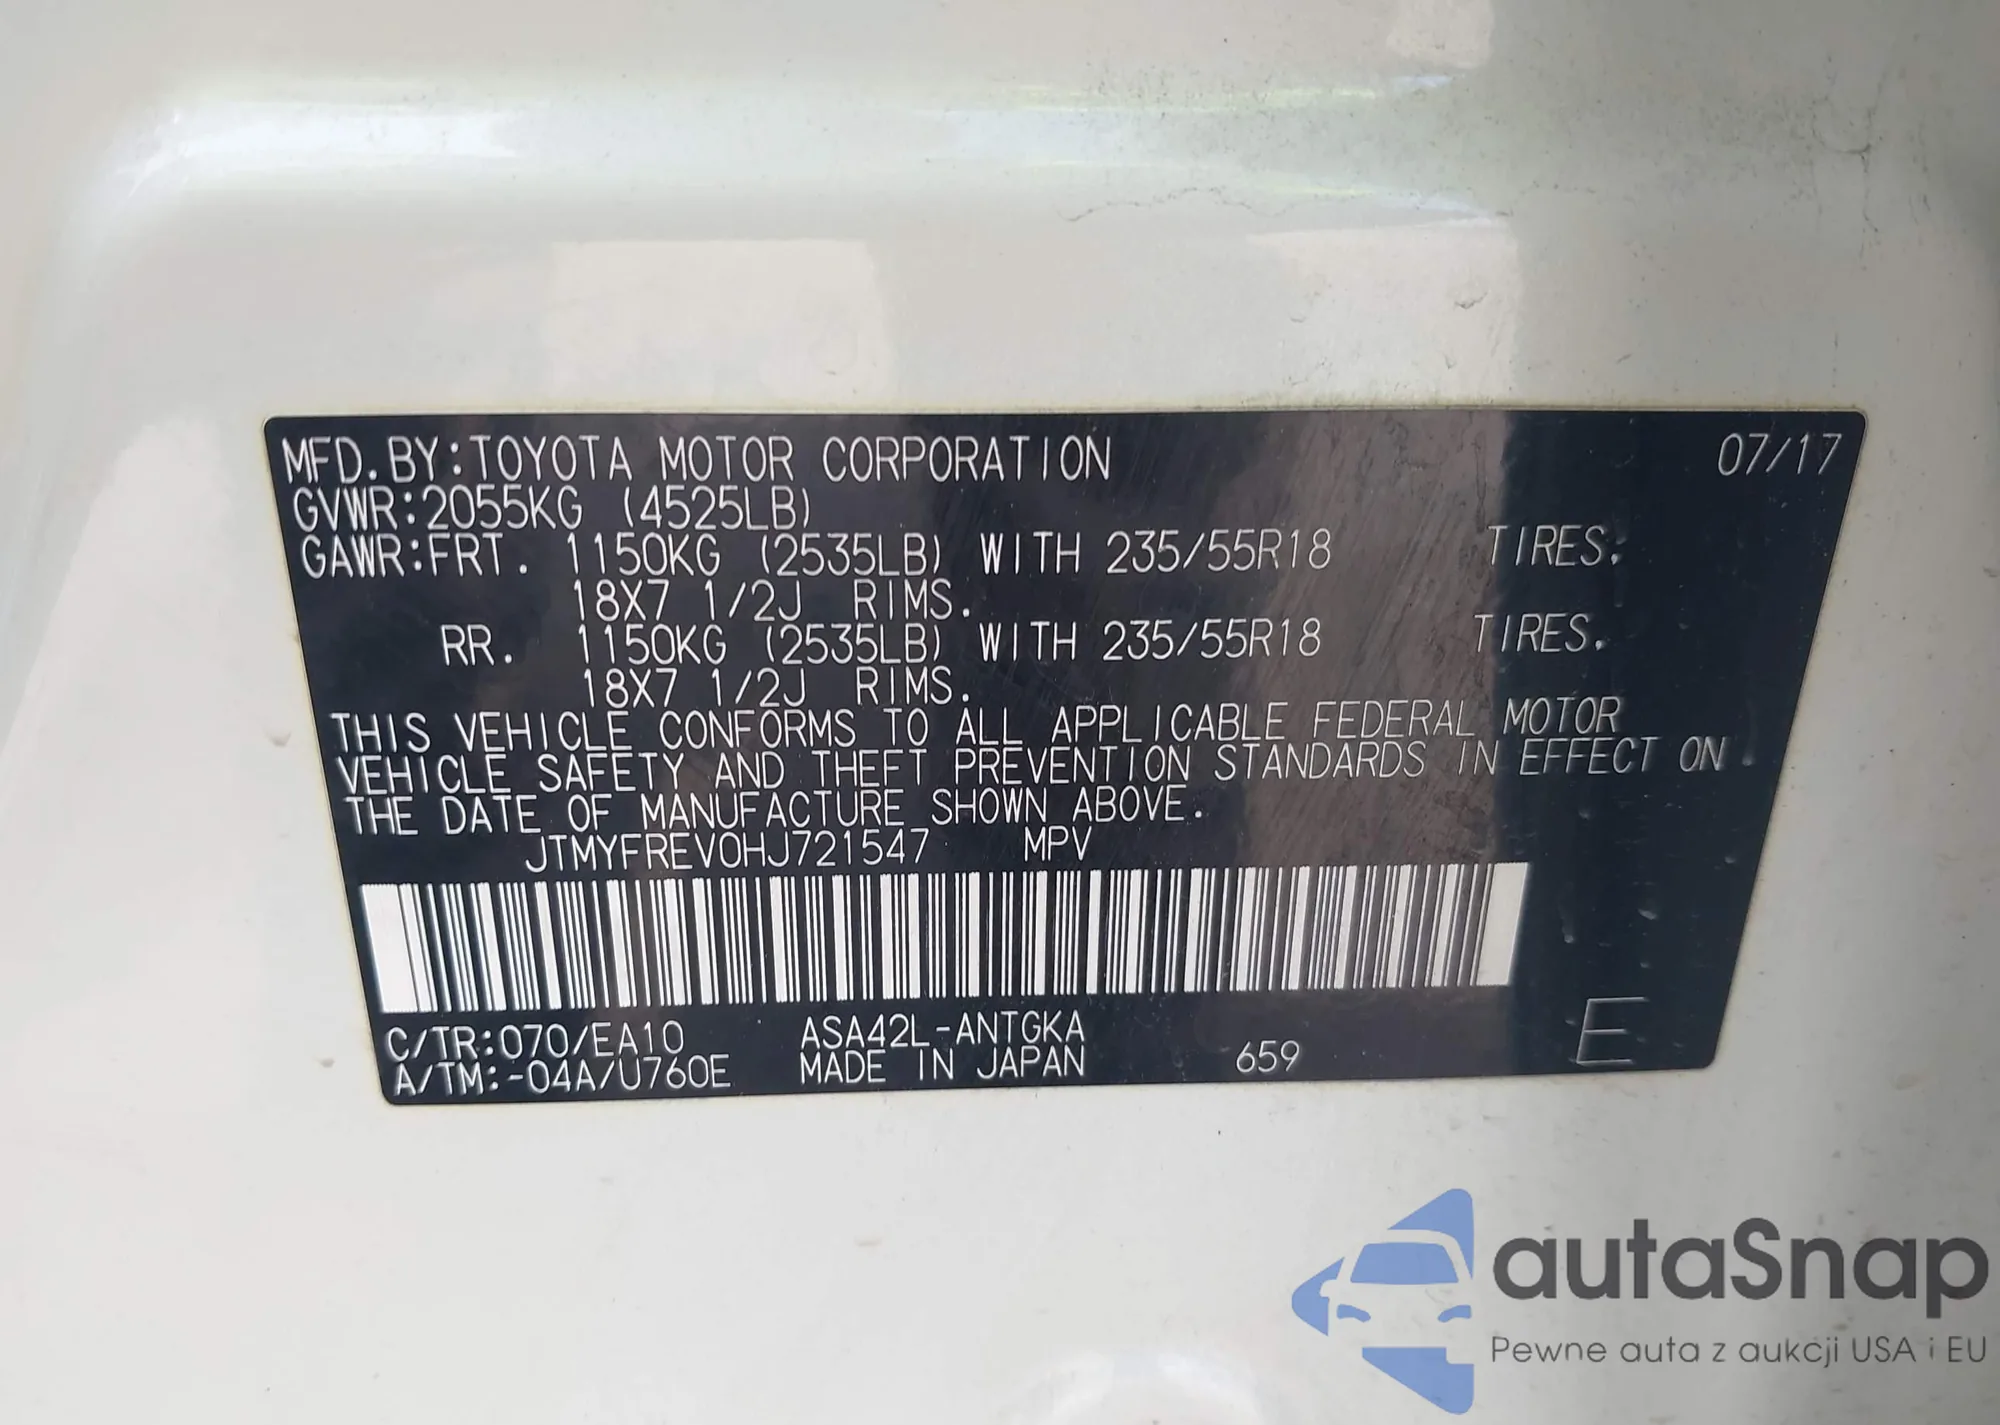 MFD.BY:TOYOTA MOTOR CORPORATION 07/17
GVWR:2055KG (4525LB)
GAWR:FRT. 1150KG (2535LB) WITH 235/55R18 TIRES.
18X7 1/2J RIMS.
RR. 1150KG (2535LB) WITH 235/55R18 TIRES.
18X7 1/2J RIMS.
THIS VEHICLE CONFORMS TO ALL APPLICABLE FEDERAL MOTOR
VEHICLE SAFETY AND THEFT PREVENTION STANDARDS IN EFFECT ON
THE DATE OF MANUFACTURE SHOWN ABOVE.
JTMYFREV0HJ721547 MPV
C/TR:070/EA10 ASA42L-ANTGKA
A/TM:-04A/U760E MADE IN JAPAN 659 E
autaSnap
Pewne auta z aukcji USA i EU